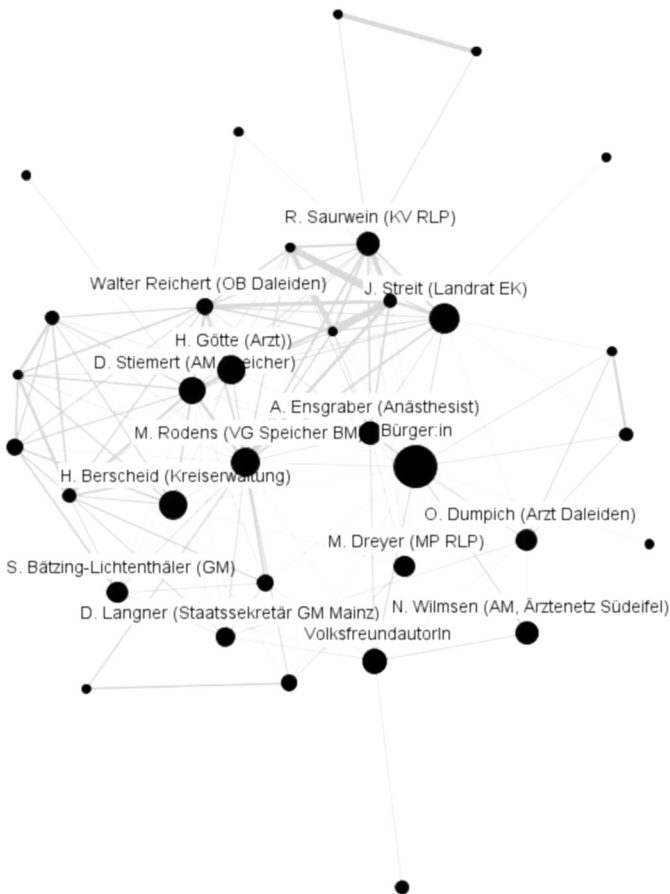 R. Saurwein (KV RLP)
Walter Reichert (OB Daleiden)
J. Streit (Landrat EK)
H. Götte (Arzt))
D. Stiemert (AM Speicher)
A. Ensgraber (Anästhesist)
M. Rodens (VG Speicher BM)
Bürger:in
H. Berscheid (Kreiserwaltung)
O. Dumpich (Arzt Daleiden)
M. Dreyer (MP RLP)
S. Bätzing-Lichtenthäler (GM)
D. Langner (Staatssekretär GM Mainz)
N. Wilmsen (AM, Ärztenetz Südeifel)
VolksfreundautorIn